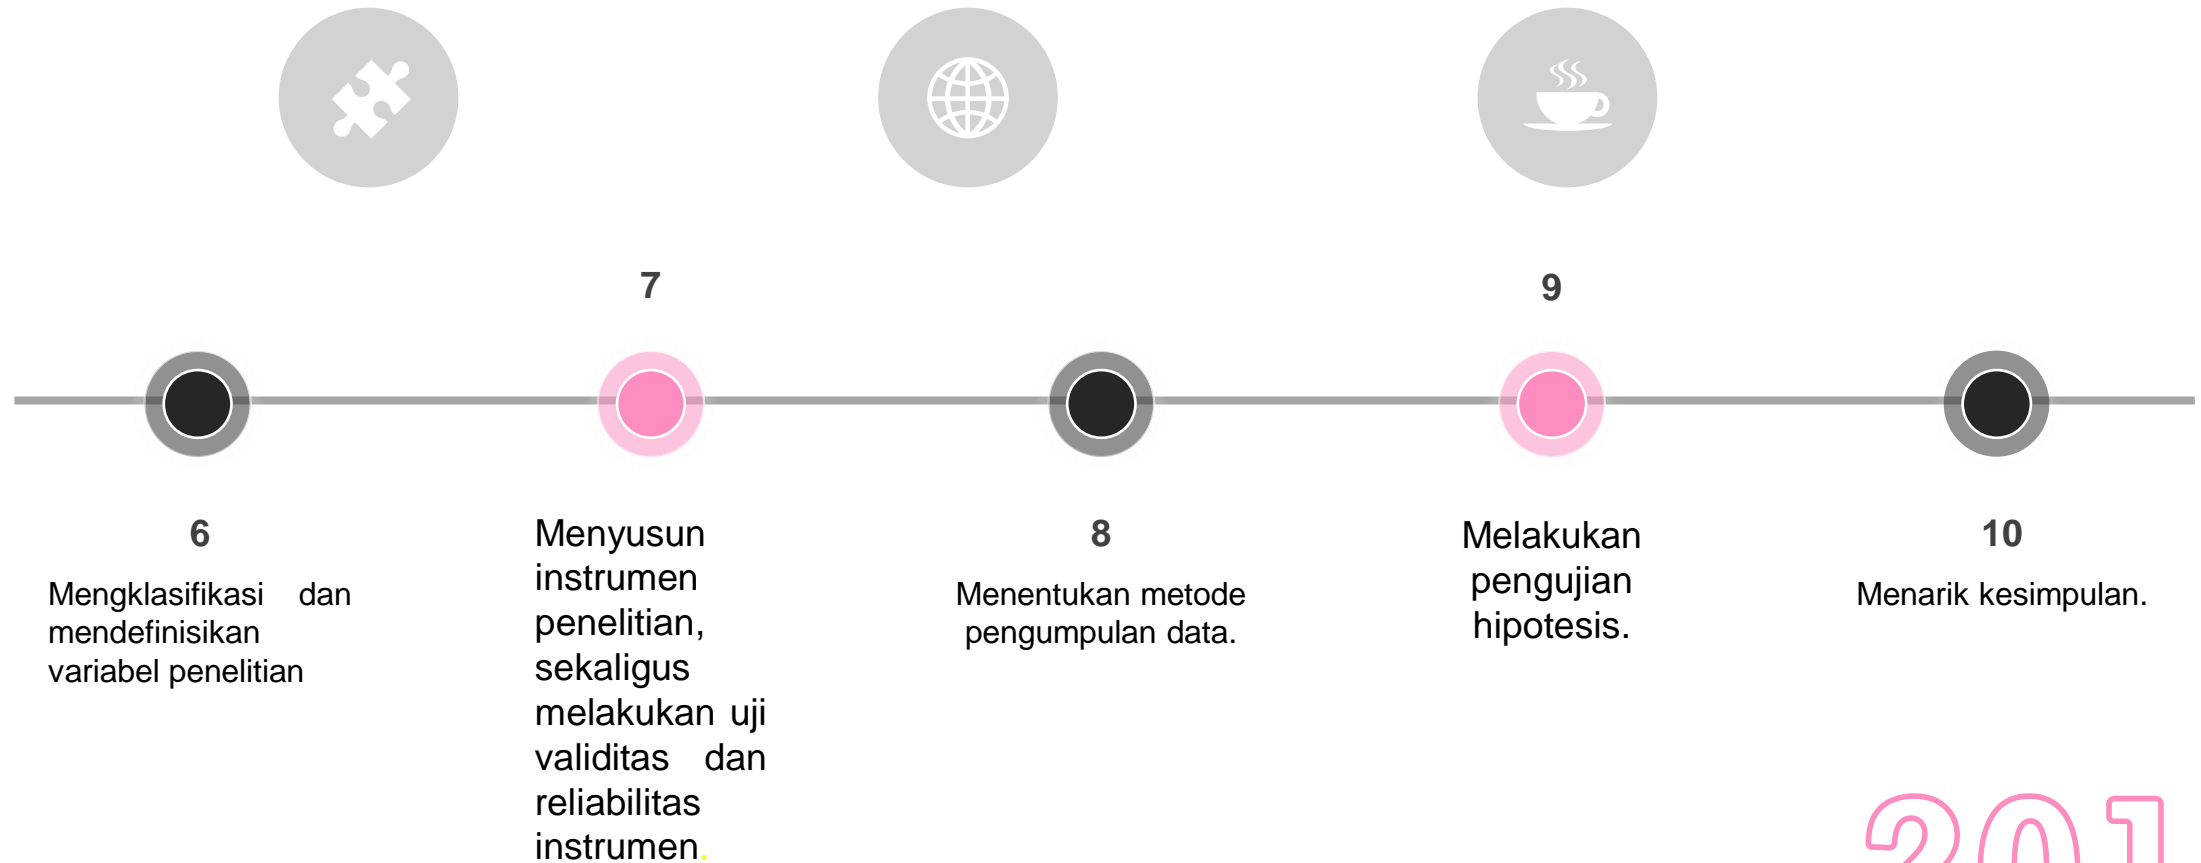 6
Mengklasifikasi dan
mendefinisikan
variabel penelitian
7
Menyusun
instrumen
penelitian,
sekaligus
melakukan uji
validitas dan
reliabilitas
instrumen.
8
Menentukan metode
pengumpulan data.
9
Melakukan
pengujian
hipotesis.
10
Menarik kesimpulan.
201